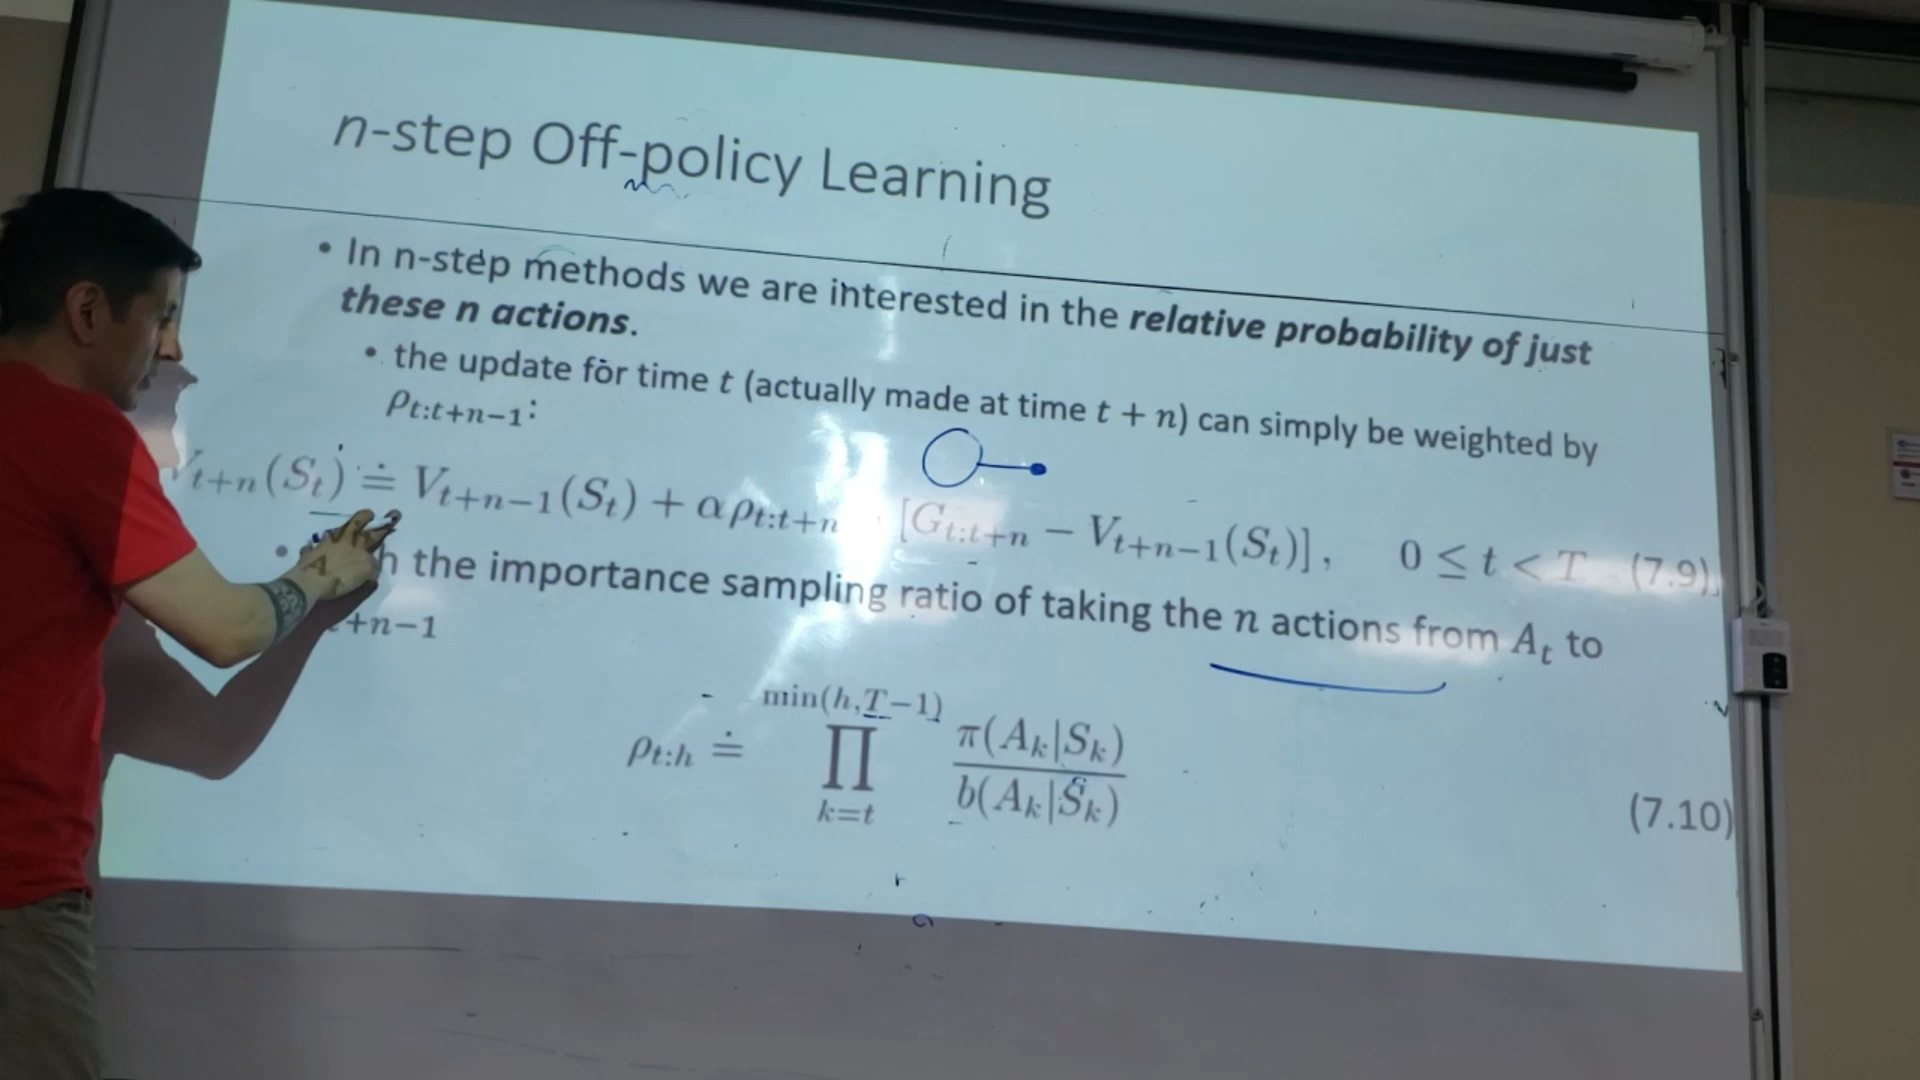 n-step Off-policy Learning
• In n-step methods we are interested in the relative probability of just
these n actions.
• the update for time t (actually made at time t + n) can simply be weighted by
ρt:t+n−1:
t+n(St) ≐ Vt+n−1(St) + αρt:t+n [Gt:t+n − Vt+n−1(St)], 0 ≤ t < T (7.9),
• the importance sampling ratio of taking the n actions from At to
+n−1
ρt:h ≐ ∏ min(h,T−1) k=t π(Ak|Sk) / b(Ak|Sk) (7.10)